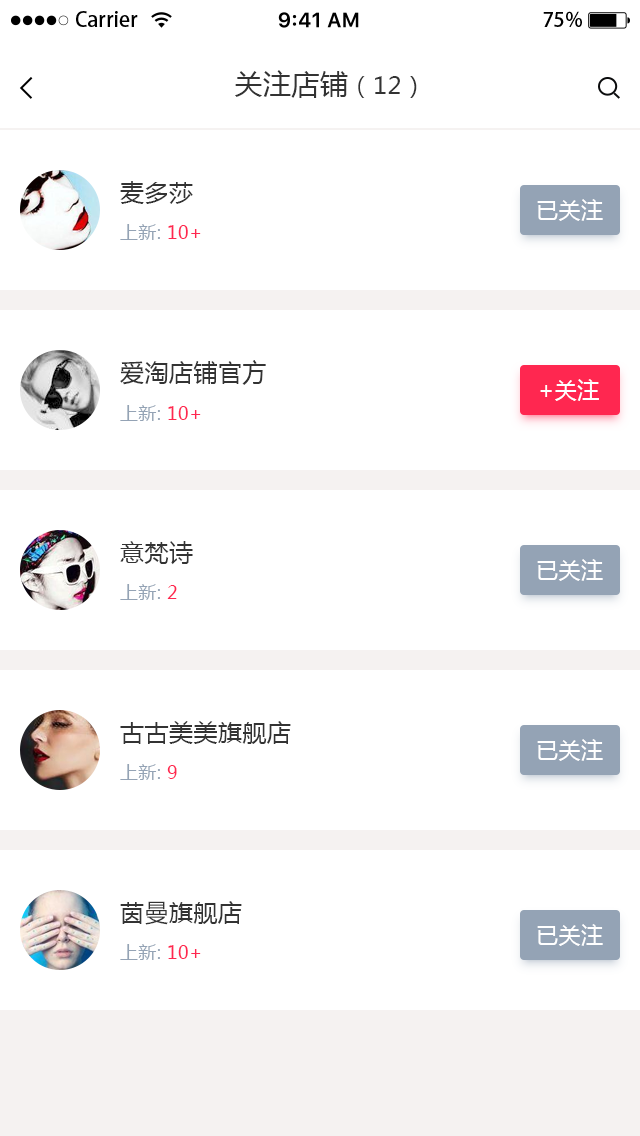 Carrier 9:41 AM 75%
关注店铺（12）
麦多莎
上新: 10+
已关注
爱淘店铺官方
上新: 10+
+关注
意梵诗
上新: 2
已关注
古古美美旗舰店
上新: 9
已关注
茵曼旗舰店
上新: 10+
已关注